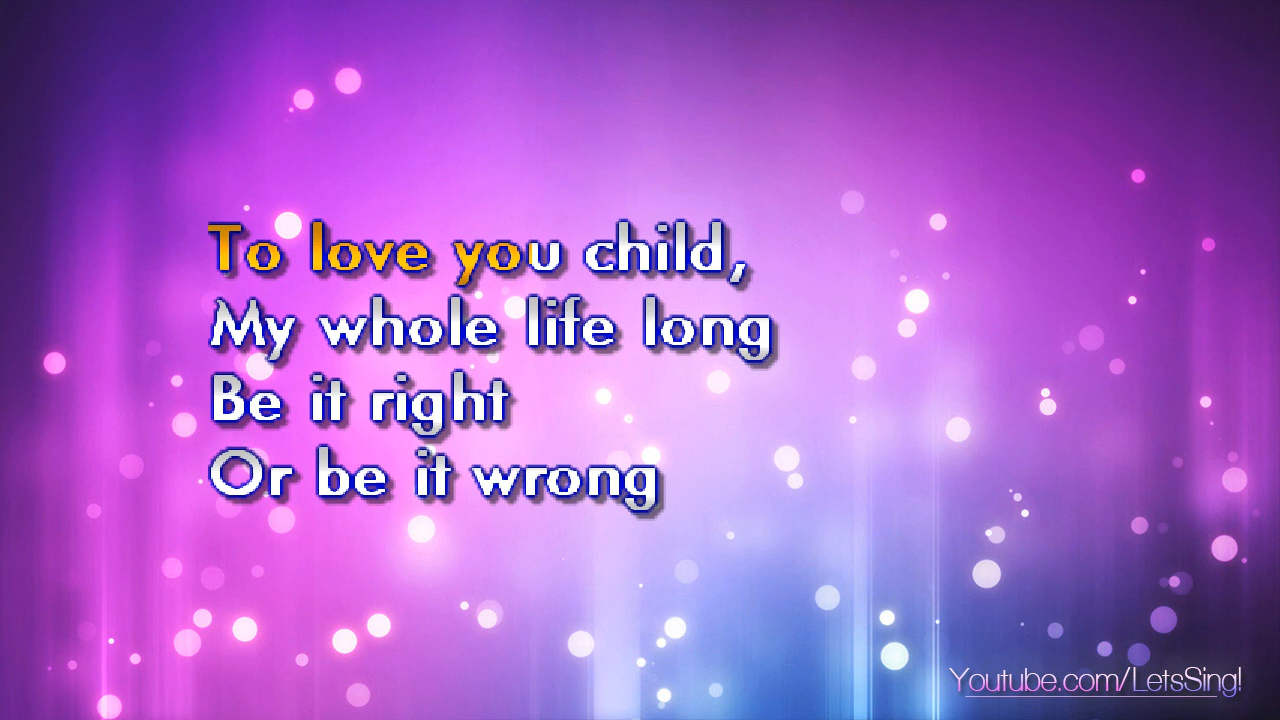 To love you child,
My whole life long
Be it right
Or be it wrong
Youtube.com/LetsSing!